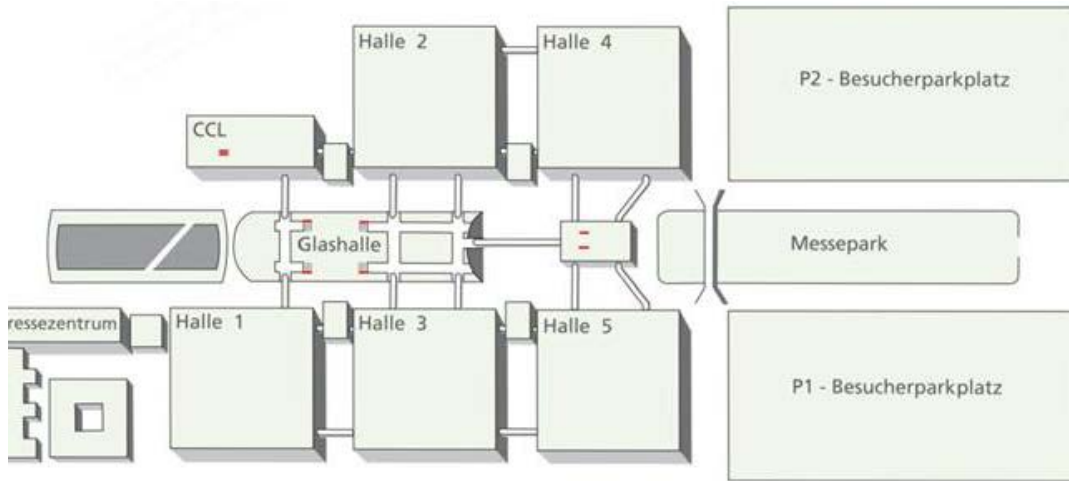 Halle 2
Halle 4
P2 - Besucherparkplatz
CCL
Glashalle
Messepark
ressezentrum
Halle 1
Halle 3
Halle 5
P1 - Besucherparkplatz